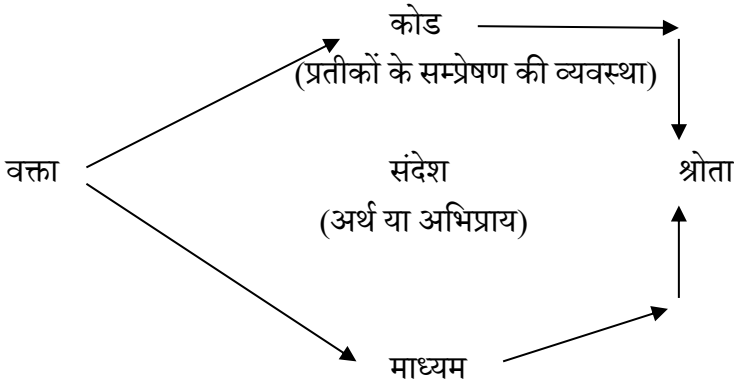 कोड
(प्रतीकों के सम्प्रेषण की व्यवस्था)
वक्ता संदेश श्रोता
(अर्थ या अभिप्राय)
माध्यम